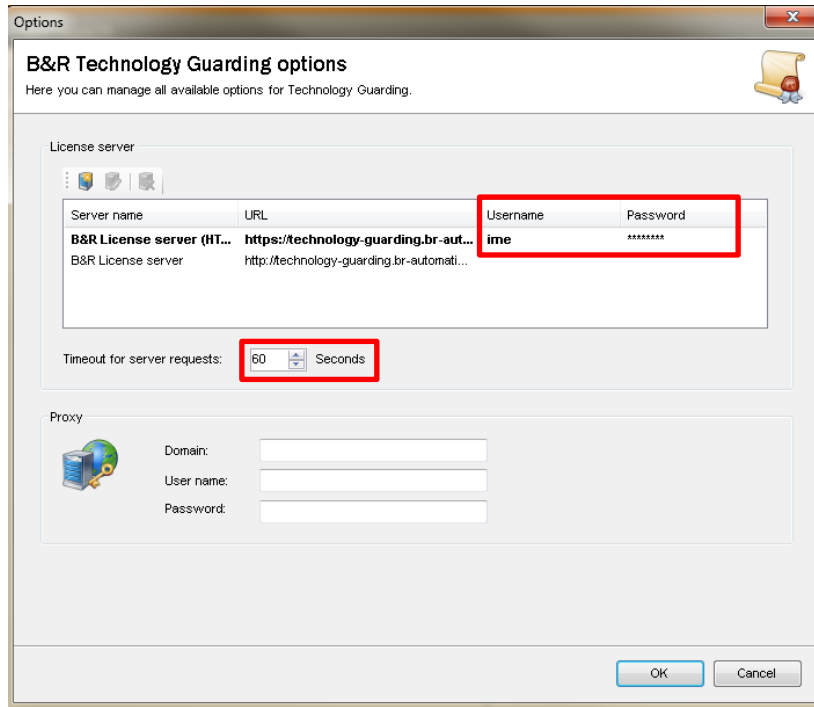 Options
B&R Technology Guarding options
Here you can manage all available options for Technology Guarding.
License server
Server name URL Username Password
B&R License server (HT... https://technology-guarding.br-aut... ime ********
B&R License server http://technology-guarding.br-automati...
Timeout for server requests: 60 Seconds
Proxy
Domain:
User name:
Password:
OK Cancel